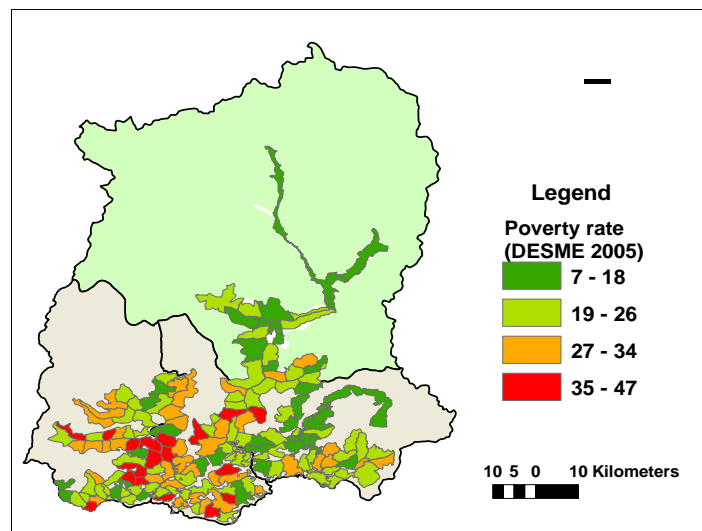 Legend
Poverty rate
(DESME 2005)
7 - 18
19 - 26
27 - 34
35 - 47
10 5 0 10 Kilometers